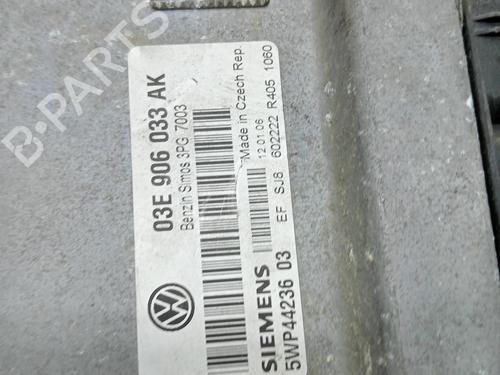 03E 906 033 AK
Benzin Simos 3PG 7003
Made in Czech Rep.
12.01.06
EF SJ8 602222 R405 1060
SIEMENS
5WP44236 03
B-PARTS